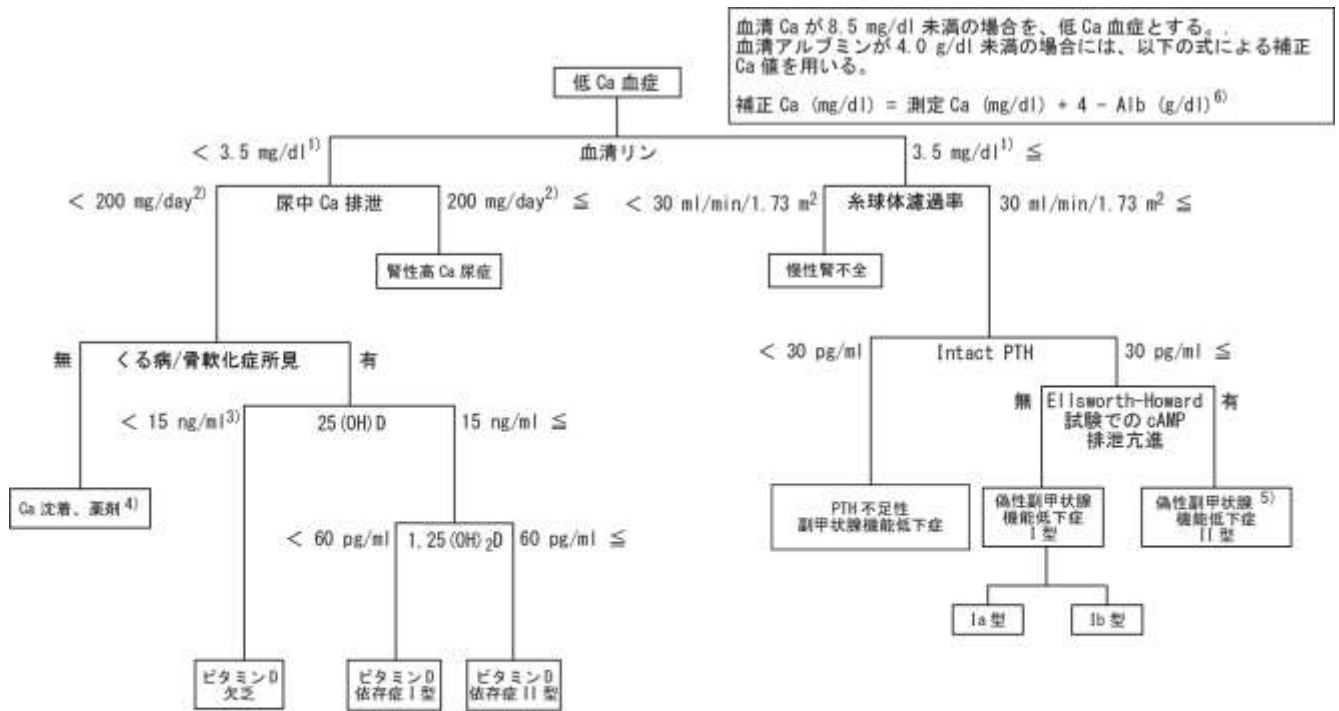 血清 Ca が 8.5 mg/dl 未満の場合を、低 Ca 血症とする。.
血清アルブミンが 4.0 g/dl 未満の場合には、以下の式による補正
Ca 値を用いる。
補正 Ca (mg/dl) = 測定 Ca (mg/dl) + 4 - Alb (g/dl)6)
低 Ca 血症
< 3.5 mg/dl1) 血清リン 3.5 mg/dl1) ≦
< 200 mg/day2) 尿中 Ca 排泄 200 mg/day2) ≦ < 30 ml/min/1.73 m2 糸球体濾過率 30 ml/min/1.73 m2 ≦
腎性高 Ca 尿症 慢性腎不全
無 くる病/骨軟化症所見 有 < 30 pg/ml Intact PTH 30 pg/ml ≦
無 Ellsworth-Howard 有
試験での cAMP
排泄亢進
< 15 ng/ml3) 25(OH)D 15 ng/ml ≦
Ca 沈着、薬剤 4)
PTH 不足性
副甲状腺機能低下症
偽性副甲状腺
機能低下症
I 型
偽性副甲状腺 5)
機能低下症
II 型
< 60 pg/ml 1,25(OH)2D 60 pg/ml ≦
Ia 型 Ib 型
ビタミン D
欠乏
ビタミン D
依存症 I 型
ビタミン D
依存症 II 型